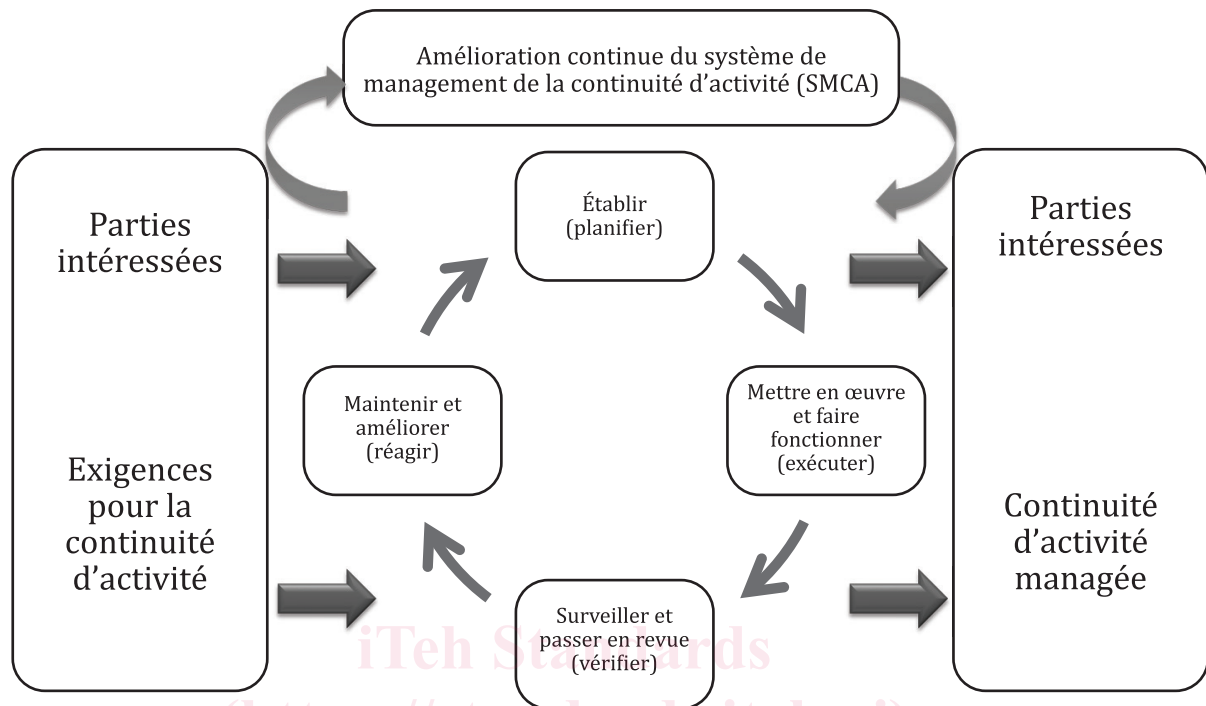 Amélioration continue du système de
management de la continuité d’activité (SMCA)
Parties
intéressées
Exigences
pour la
continuité
d’activité
Établir
(planifier)
Mettre en œuvre
et faire
fonctionner
(exécuter)
Surveiller et
passer en revue
(vérifier)
Maintenir et
améliorer
(réagir)
Parties
intéressées
Continuité
d’activité
managée
iTeh Standards